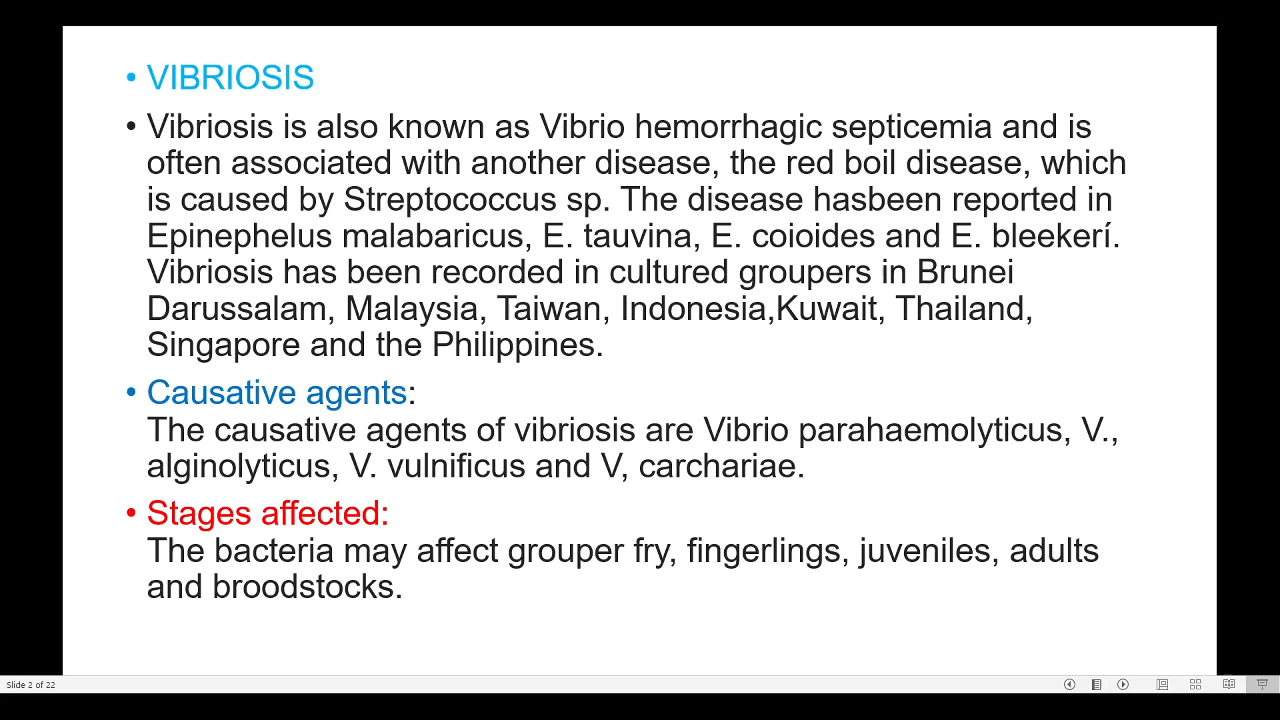 • VIBRIOSIS
• Vibriosis is also known as Vibrio hemorrhagic septicemia and is
often associated with another disease, the red boil disease, which
is caused by Streptococcus sp. The disease hasbeen reported in
Epinephelus malabaricus, E. tauvina, E. coioides and E. bleekerí.
Vibriosis has been recorded in cultured groupers in Brunei
Darussalam, Malaysia, Taiwan, Indonesia,Kuwait, Thailand,
Singapore and the Philippines.
• Causative agents:
The causative agents of vibriosis are Vibrio parahaemolyticus, V.,
alginolyticus, V. vulnificus and V, carchariae.
• Stages affected:
The bacteria may affect grouper fry, fingerlings, juveniles, adults
and broodstocks.
Slide 2 of 22